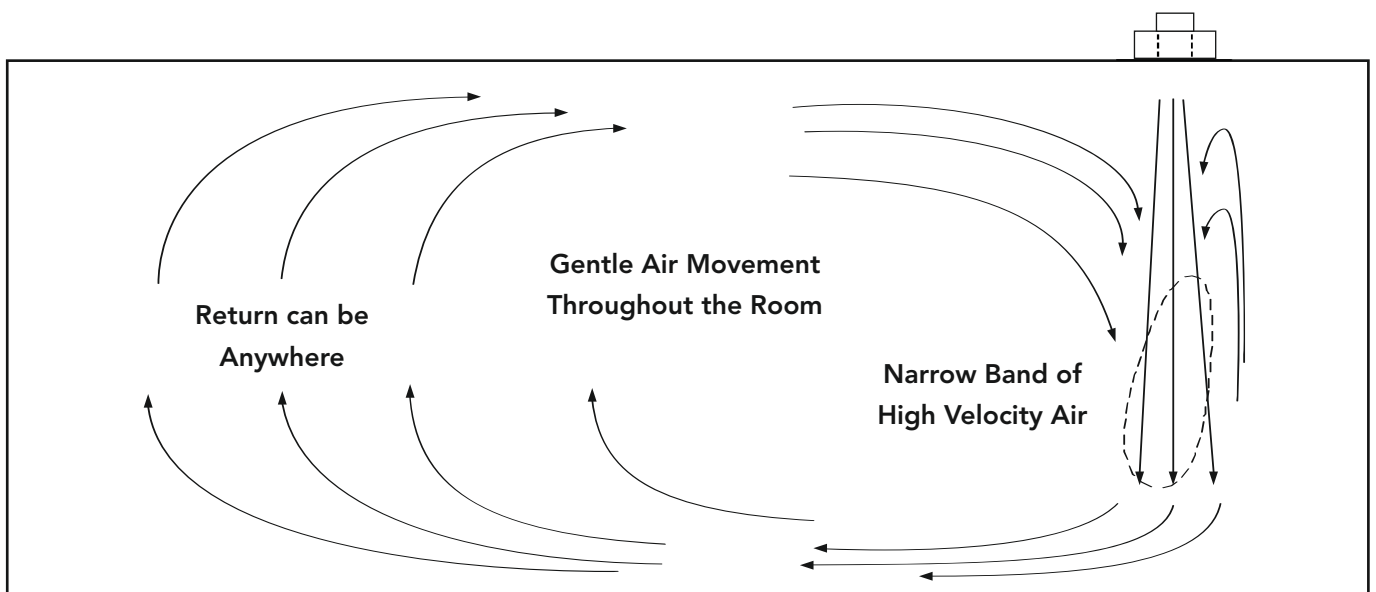 Gentle Air Movement
Throughout the Room
Return can be
Anywhere
Narrow Band of
High Velocity Air